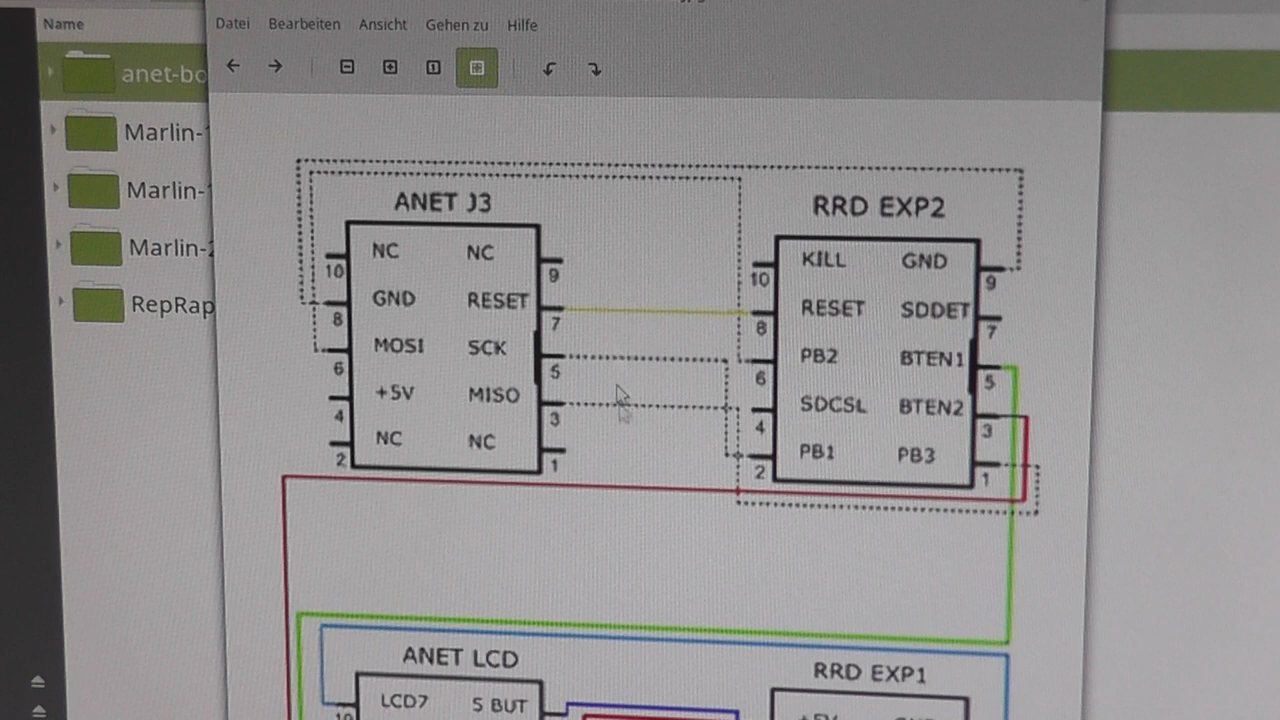 Name
Datei Bearbeiten Ansicht Gehen zu Hilfe
anet-bo
Marlin-1
Marlin-1
Marlin-2
RepRap
ANET J3
NC NC
10 9
GND RESET
8 7
MOSI SCK
6 5
+5V MISO
4 3
NC NC
2 1
RRD EXP2
KILL GND
10 9
RESET SDDET
8 7
PB2 BTEN1
6 5
SDCSL BTEN2
4 3
PB1 PB3
2 1
ANET LCD
LCD7 S BUT
10
RRD EXP1